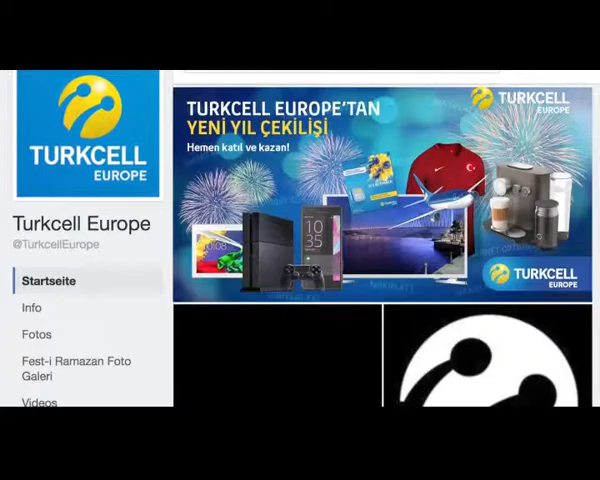 TURKCELL
EUROPE
Turkcell Europe
@TurkcellEurope
Startseite
Info
Fotos
Fest-i Ramazan Foto
Galeri
Videos
TURKCELL EUROPE'TAN
YENİ YIL ÇEKİLİŞİ
Hemen katıl ve kazan!
TURKCELL
EUROPE
10
35
TURKCELL
EUROPE